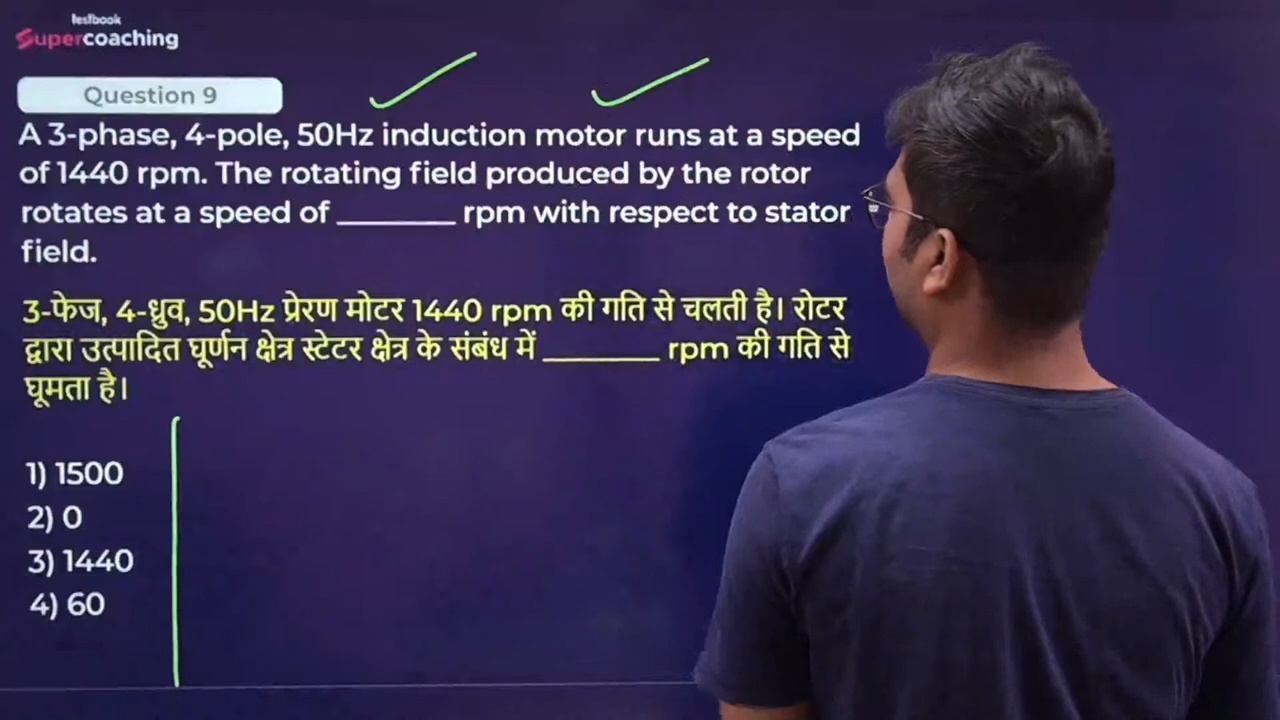 testbook
Supercoaching
Question 9
A 3-phase, 4-pole, 50Hz induction motor runs at a speed
of 1440 rpm. The rotating field produced by the rotor
rotates at a speed of ________ rpm with respect to stator
field.
3-फेज, 4-ध्रुव, 50Hz प्रेरण मोटर 1440 rpm की गति से चलती है। रोटर
द्वारा उत्पादित घूर्णन क्षेत्र स्टेटर क्षेत्र के संबंध में ________ rpm की गति से
घूमता है।
1) 1500
2) 0
3) 1440
4) 60